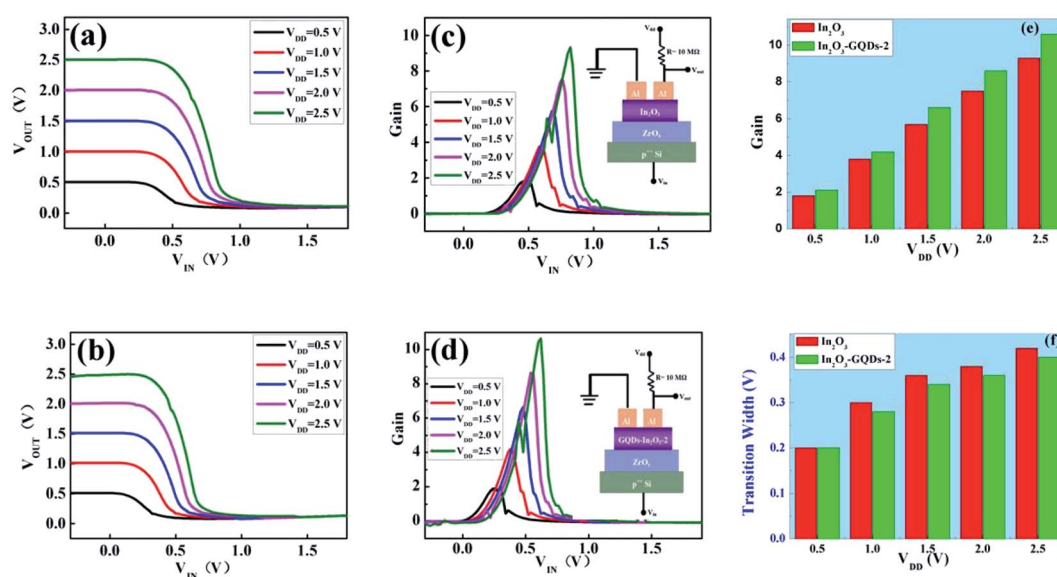 (a)
V_DD=0.5 V
V_DD=1.0 V
V_DD=1.5 V
V_DD=2.0 V
V_DD=2.5 V
3.0
2.5
2.0
1.5
1.0
0.5
0.0
V_OUT (V)
0.0 0.5 1.0 1.5
V_IN (V)
(c)
V_DD=0.5 V
V_DD=1.0 V
V_DD=1.5 V
V_DD=2.0 V
V_DD=2.5 V
10
8
6
4
2
0
Gain
0.0 0.5 1.0 1.5
V_IN (V)
V_dd
R= 10 MΩ
V_out
Al Al
In₂O₃
ZrO₂
p⁺⁺ Si
V_in
(e)
In₂O₃
In₂O₃-GQDs-2
10
8
6
4
2
0
Gain
0.5 1.0 1.5 2.0 2.5
V_DD (V)
(b)
V_DD=0.5 V
V_DD=1.0 V
V_DD=1.5 V
V_DD=2.0 V
V_DD=2.5 V
3.0
2.5
2.0
1.5
1.0
0.5
0.0
V_OUT (V)
0.0 0.5 1.0 1.5
V_IN (V)
(d)
V_DD=0.5 V
V_DD=1.0 V
V_DD=1.5 V
V_DD=2.0 V
V_DD=2.5 V
10
8
6
4
2
0
Gain
0.0 0.5 1.0 1.5
V_IN (V)
V_dd
R= 10 MΩ
V_out
Al Al
GQDs-In₂O₃-2
ZrO₂
p⁺⁺ Si
V_in
(f)
In₂O₃
In₂O₃-GQDs-2
0.4
0.3
0.2
0.1
0.0
Transition Width (V)
0.5 1.0 1.5 2.0 2.5
V_DD (V)